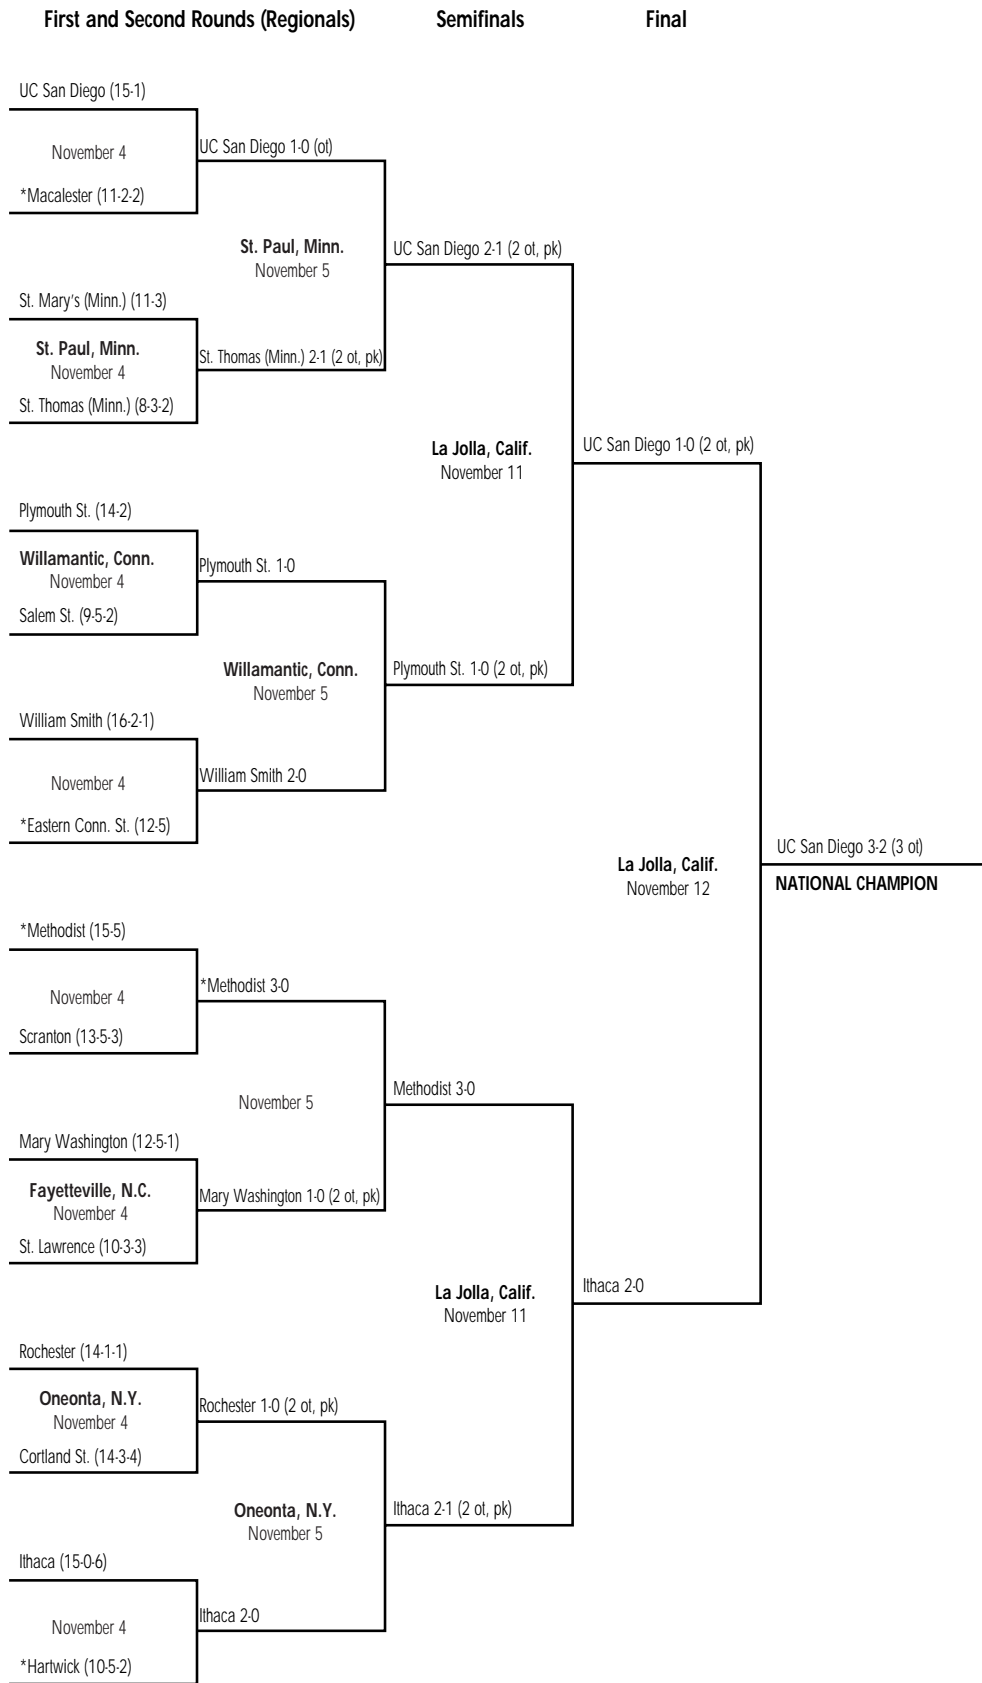 First and Second Rounds (Regionals) Semifinals Final
UC San Diego (15-1)
November 4
*Macalester (11-2-2)
UC San Diego 1-0 (ot)
St. Paul, Minn.
November 5
St. Mary's (Minn.) (11-3)
St. Paul, Minn.
November 4
St. Thomas (Minn.) (8-3-2)
St. Thomas (Minn.) 2-1 (2 ot, pk)
UC San Diego 2-1 (2 ot, pk)
La Jolla, Calif.
November 11
Plymouth St. (14-2)
Willamantic, Conn.
November 4
Salem St. (9-5-2)
Plymouth St. 1-0
Willamantic, Conn.
November 5
William Smith (16-2-1)
November 4
*Eastern Conn. St. (12-5)
William Smith 2-0
Plymouth St. 1-0 (2 ot, pk)
UC San Diego 1-0 (2 ot, pk)
La Jolla, Calif.
November 12
UC San Diego 3-2 (3 ot)
NATIONAL CHAMPION
*Methodist (15-5)
November 4
Scranton (13-5-3)
*Methodist 3-0
November 5
Mary Washington (12-5-1)
Fayetteville, N.C.
November 4
St. Lawrence (10-3-3)
Mary Washington 1-0 (2 ot, pk)
Methodist 3-0
La Jolla, Calif.
November 11
Ithaca 2-0
Rochester (14-1-1)
Oneonta, N.Y.
November 4
Cortland St. (14-3-4)
Rochester 1-0 (2 ot, pk)
Oneonta, N.Y.
November 5
Ithaca 2-1 (2 ot, pk)
Ithaca (15-0-6)
November 4
*Hartwick (10-5-2)
Ithaca 2-0